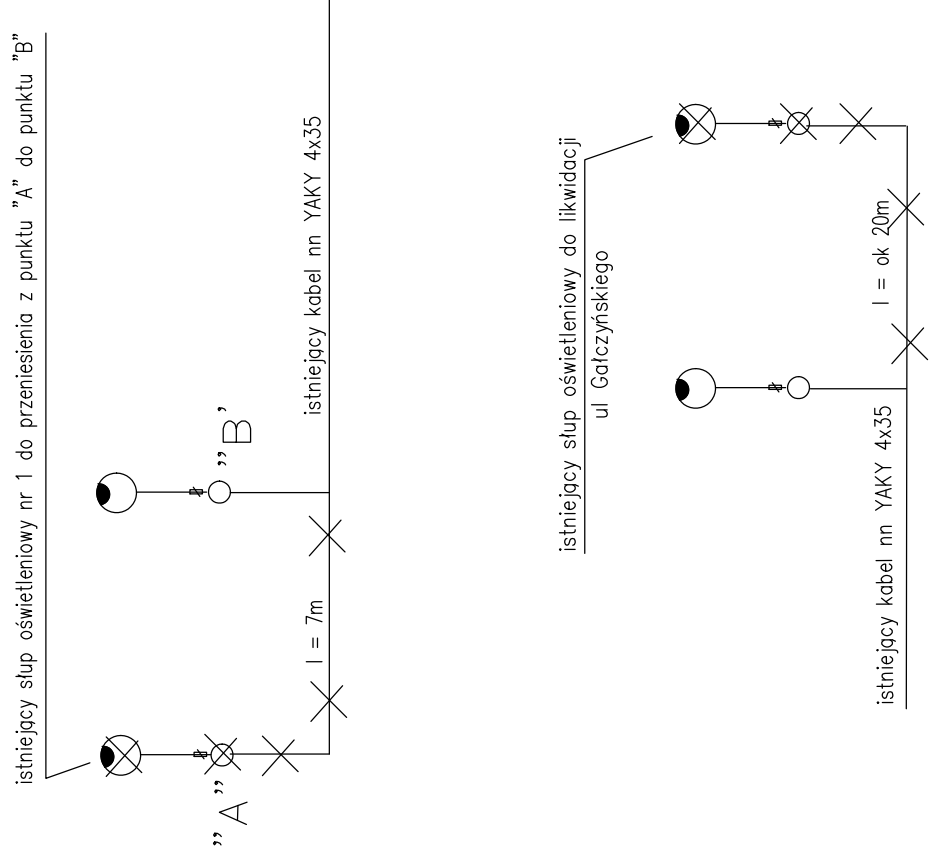 istniejący słup oświetleniowy nr 1 do przeniesienia z punktu "A" do punktu "B"
"A"
l = 7m
"B'
istniejący kabel nn YAKY 4x35
istniejący słup oświetleniowy do likwidacji
ul Gałczyńskiego
istniejący kabel nn YAKY 4x35
l = ok 20m